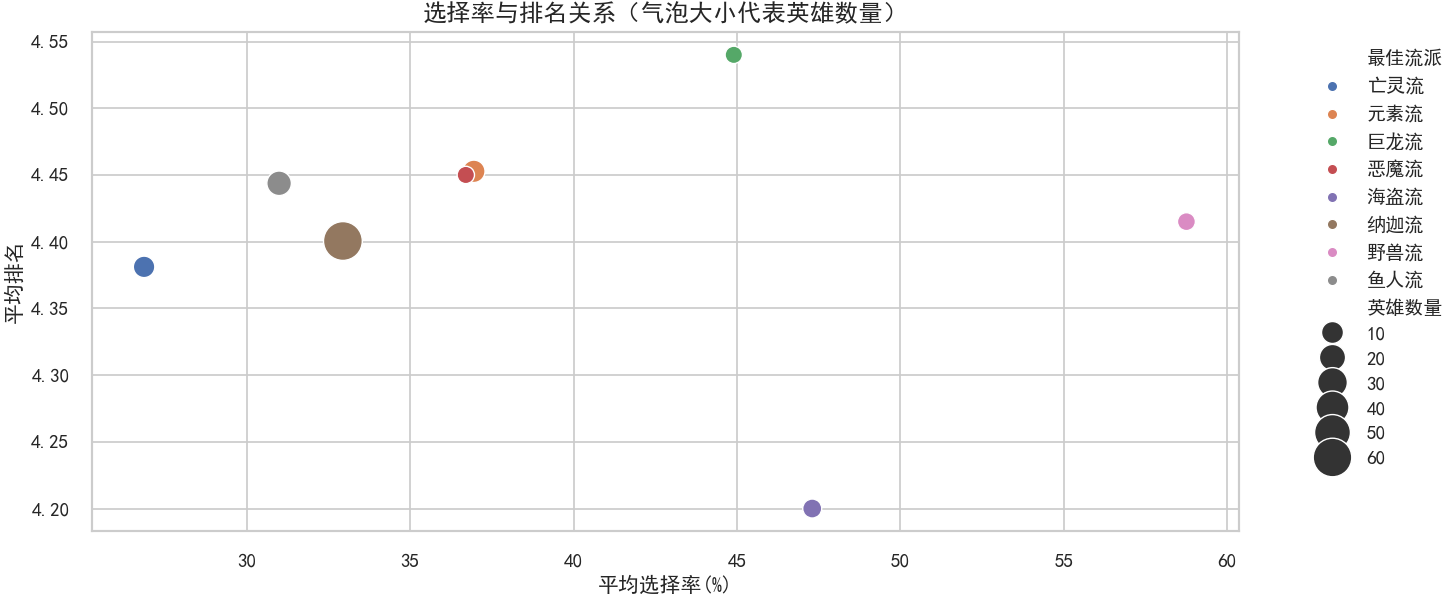 选择率与排名关系（气泡大小代表英雄数量）
平均排名
4.55
4.50
4.45
4.40
4.35
4.30
4.25
4.20
30
35
40
45
50
55
60
平均选择率(%)
最佳流派
亡灵流
元素流
巨龙流
恶魔流
海盗流
纳迦流
野兽流
鱼人流
英雄数量
10
20
30
40
50
60